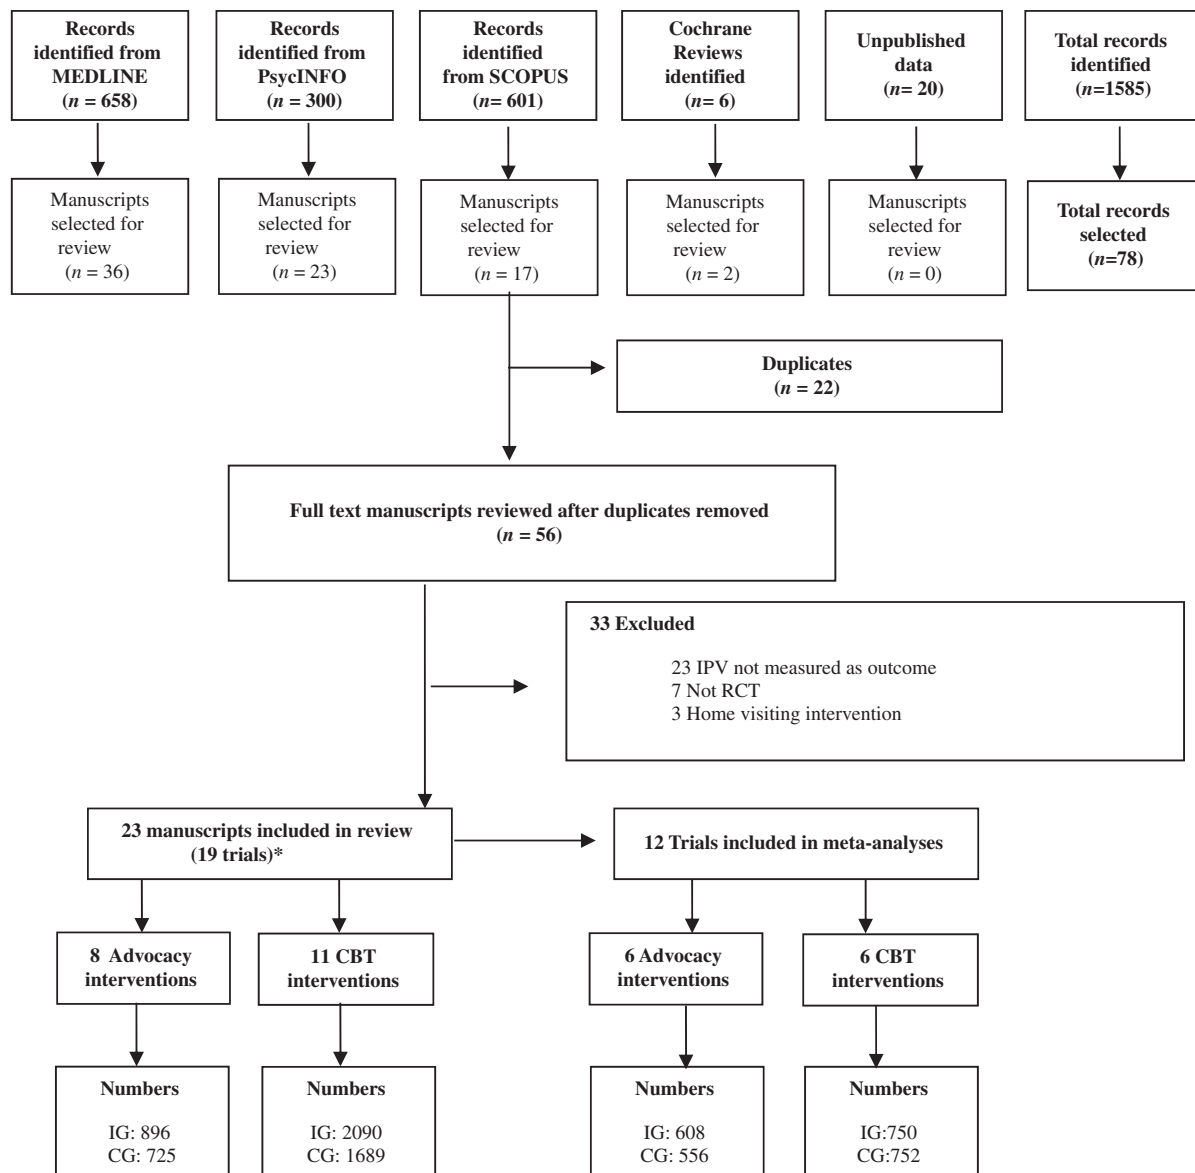 Records
identified from
MEDLINE
(n = 658)
Records
identified from
PsycINFO
(n = 300)
Records
identified
from SCOPUS
(n = 601)
Cochrane
Reviews
identified
(n= 6)
Unpublished
data
(n= 20)
Total records
identified
(n=1585)
Manuscripts
selected for
review
(n = 36)
Manuscripts
selected for
review
(n = 23)
Manuscripts
selected for
review
(n = 17)
Manuscripts
selected for
review
(n = 2)
Manuscripts
selected for
review
(n = 0)
Total records
selected
(n=78)
Duplicates
(n = 22)
Full text manuscripts reviewed after duplicates removed
(n = 56)
33 Excluded
23 IPV not measured as outcome
7 Not RCT
3 Home visiting intervention
23 manuscripts included in review
(19 trials)*
12 Trials included in meta-analyses
8 Advocacy
interventions
11 CBT
interventions
6 Advocacy
interventions
6 CBT
interventions
Numbers
IG: 896
CG: 725
Numbers
IG: 2090
CG: 1689
Numbers
IG: 608
CG: 556
Numbers
IG:750
CG:752